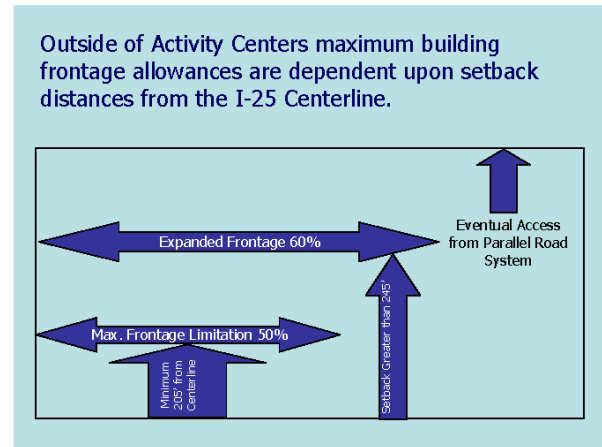 Outside of Activity Centers maximum building
frontage allowances are dependent upon setback
distances from the I-25 Centerline.
Eventual Access
from Parallel Road
System
Expanded Frontage 60%
Setback Greater than 245'
Max. Frontage Limitation 50%
Minimum
205' from
Centerline